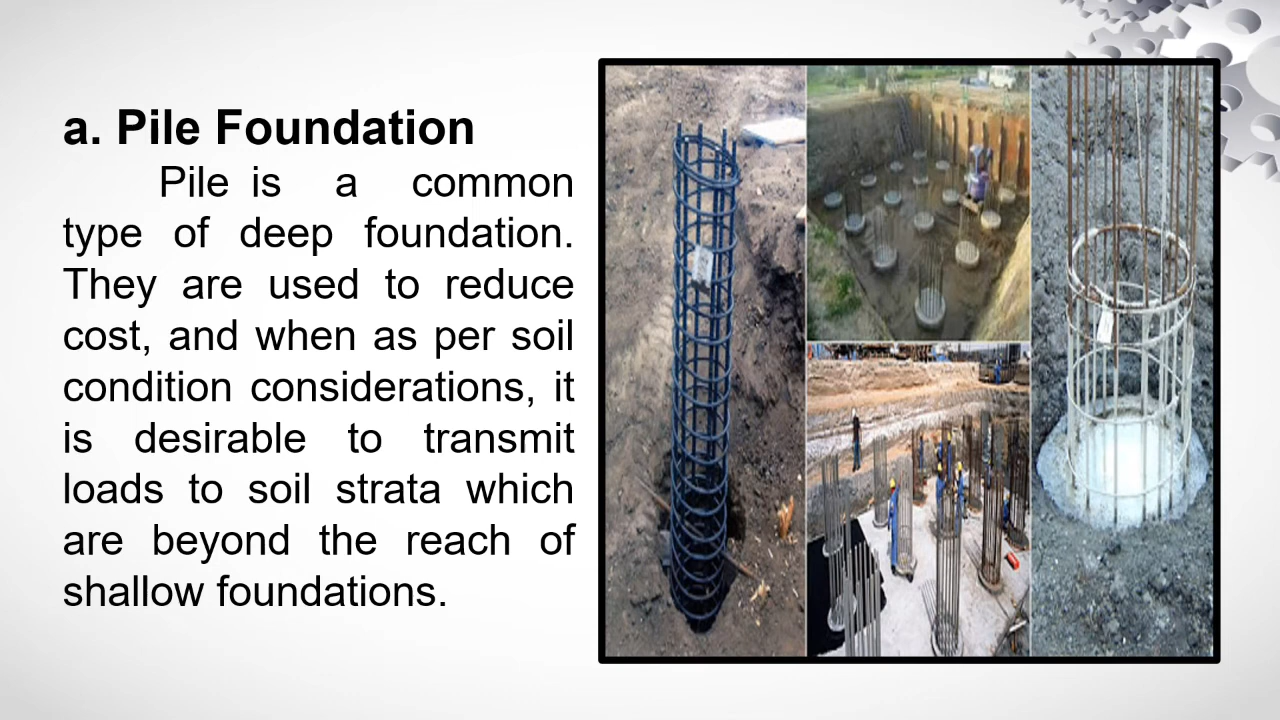 a. Pile Foundation
Pile is a common
type of deep foundation.
They are used to reduce
cost, and when as per soil
condition considerations, it
is desirable to transmit
loads to soil strata which
are beyond the reach of
shallow foundations.